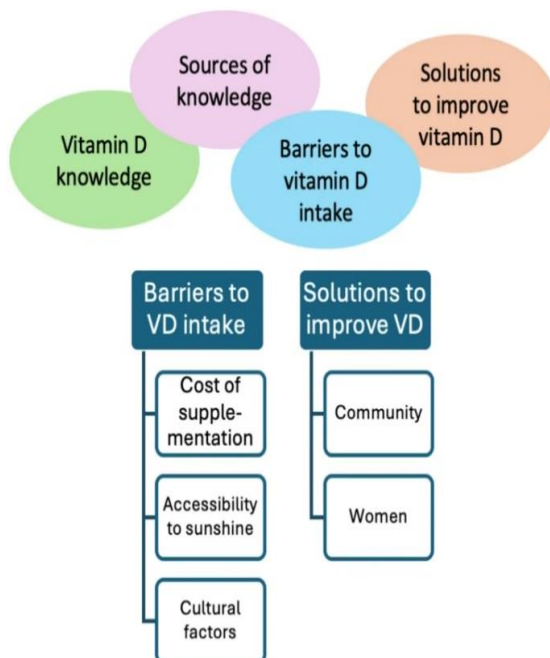 Sources of
knowledge
Solutions
to improve
vitamin D
Vitamin D
knowledge
Barriers to
vitamin D
intake
Barriers to
VD intake
Solutions to
improve VD
Cost of
supple-
mentation
Community
Accessibility
to sunshine
Women
Cultural
factors